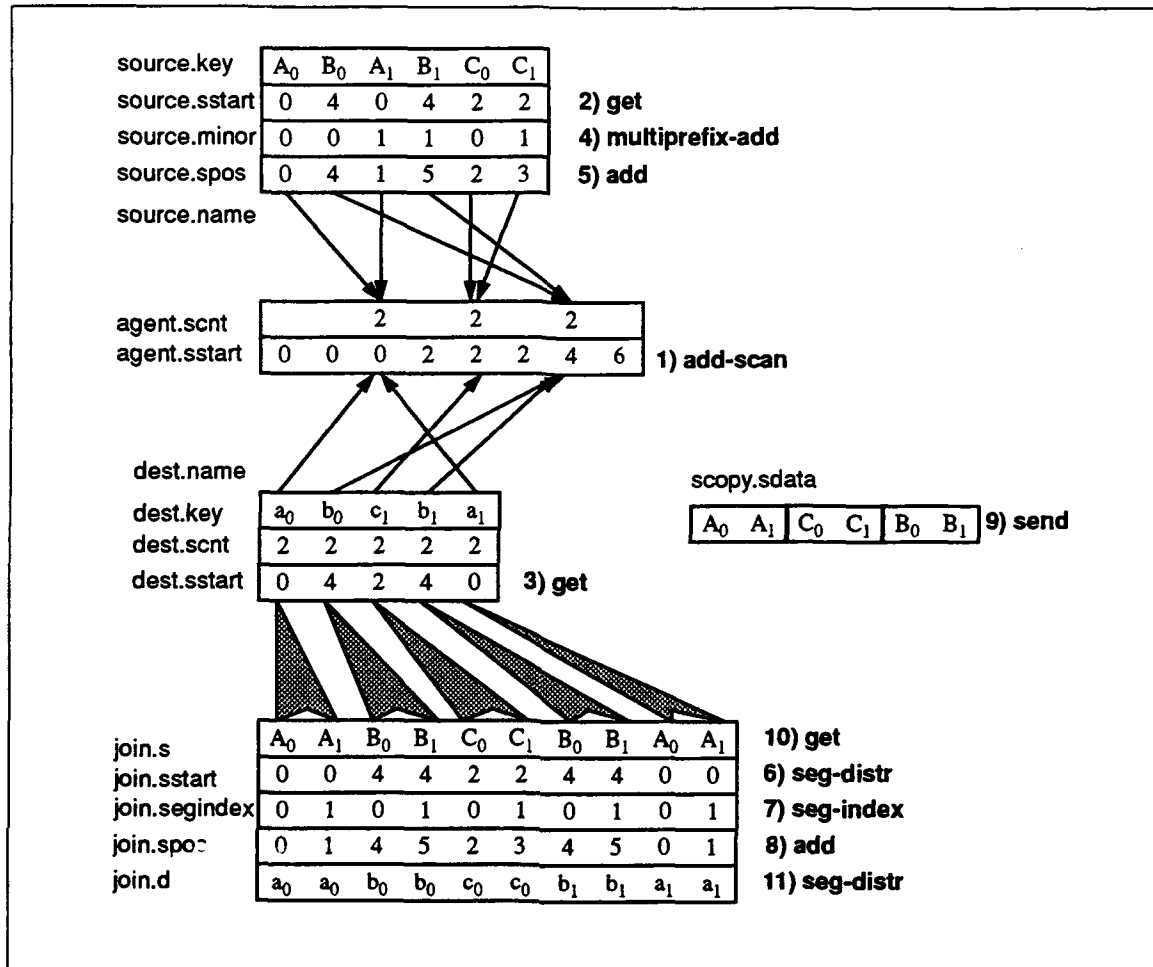 source.key A₀ B₀ A₁ B₁ C₀ C₁
source.sstart 0 4 0 4 2 2 2) get
source.minor 0 0 1 1 0 1 4) multiprefix-add
source.spos 0 4 1 5 2 3 5) add
source.name
agent.scnt 2 2 2
agent.sstart 0 0 0 2 2 2 4 6 1) add-scan
dest.name
scopy.sdata
dest.key a₀ b₀ c₁ b₁ a₁
A₀ A₁ C₀ C₁ B₀ B₁ 9) send
dest.scnt 2 2 2 2 2
dest.sstart 0 4 2 4 0 3) get
join.s A₀ A₁ B₀ B₁ C₀ C₁ B₀ B₁ A₀ A₁ 10) get
join.sstart 0 0 4 4 2 2 4 4 0 0 6) seg-distr
join.segindex 0 1 0 1 0 1 0 1 0 1 7) seg-index
0 1 4 5 2 3 4 5 0 1 8) add
join.d a₀ a₀ b₀ b₀ c₀ c₀ b₁ b₁ a₁ a₁ 11) seg-distr